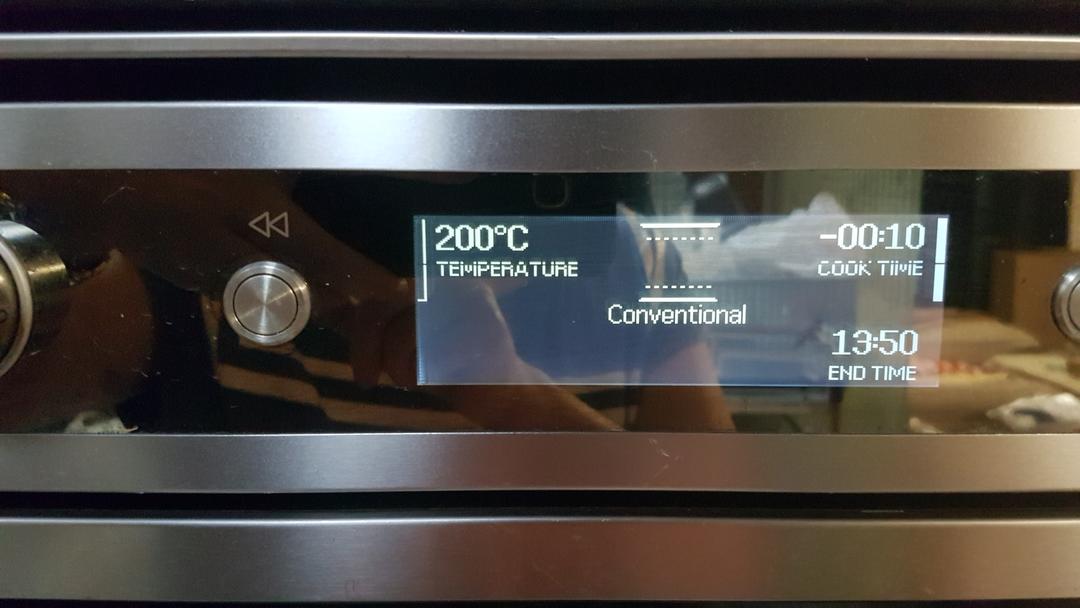 200°C
TEMPERATURE
-00:10
COOK TIME
Conventional
13:50
END TIME